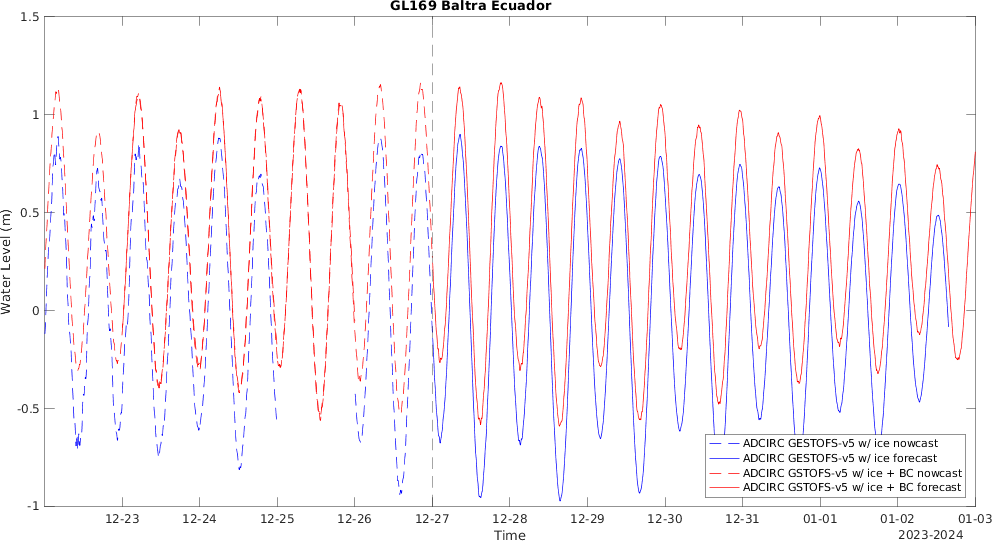 GL169 Baltra Ecuador
1.5
1
0.5
0
-0.5
-1
Water Level (m)
ADCIRC GESTOFS-v5 w/ ice nowcast
ADCIRC GESTOFS-v5 w/ ice forecast
ADCIRC GSTOFS-v5 w/ ice + BC nowcast
ADCIRC GSTOFS-v5 w/ ice + BC forecast
12-23 12-24 12-25 12-26 12-27 12-28 12-29 12-30 12-31 01-01 01-02 01-03
Time
2023-2024